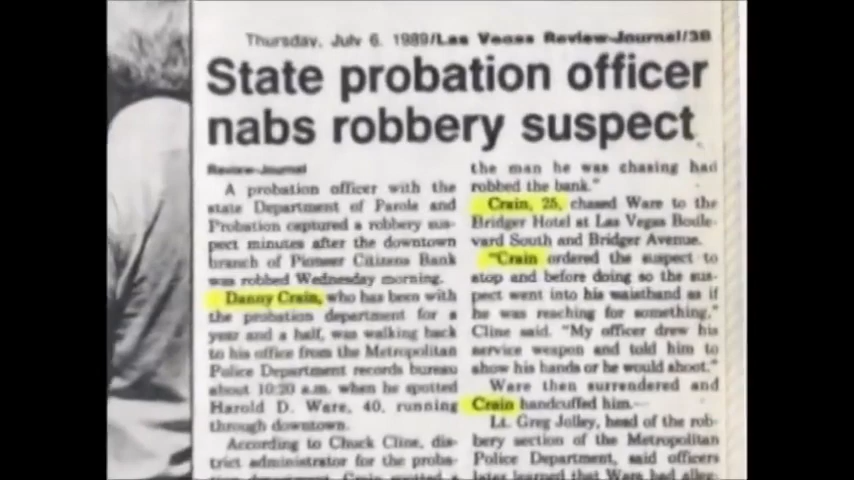 Thursday, July 6, 1989/Las Vegas Review-Journal/3B
State probation officer
nabs robbery suspect
Review-Journal
A probation officer with the
state Department of Parole and
Probation captured a robbery sus-
pect minutes after the downtown
branch of Pioneer Citizens Bank
was robbed Wednesday morning.
Danny Crain, who has been with
the probation department for a
year and a half, was walking back
to his office from the Metropolitan
Police Department records bureau
about 10:20 a.m. when he spotted
Harold D. Ware, 40, running
through downtown.
According to Chuck Cline, dis-
trict administrator for the proba-
the man he was chasing had
robbed the bank."
Crain, 25, chased Ware to the
Bridger Hotel at Las Vegas Boule-
vard South and Bridger Avenue.
"Crain ordered the suspect to
stop and before doing so the sus-
pect went into his waistband as if
he was reaching for something,"
Cline said. "My officer drew his
service weapon and told him to
show his hands or he would shoot."
Ware then surrendered and
Crain handcuffed him.
Lt. Greg Jolley, head of the rob-
bery section of the Metropolitan
Police Department, said officers
later learned that Ware had alleg-